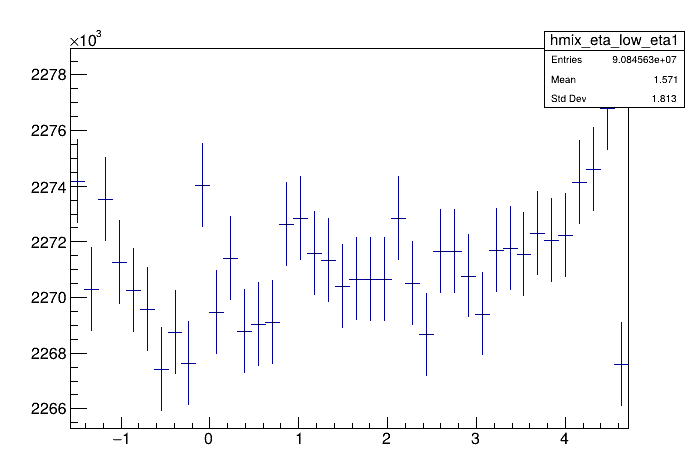 ×10³
hmix_eta_low_eta1
Entries 9.084563e+07
Mean 1.571
Std Dev 1.813
2278
2276
2274
2272
2270
2268
2266
−1 0 1 2 3 4